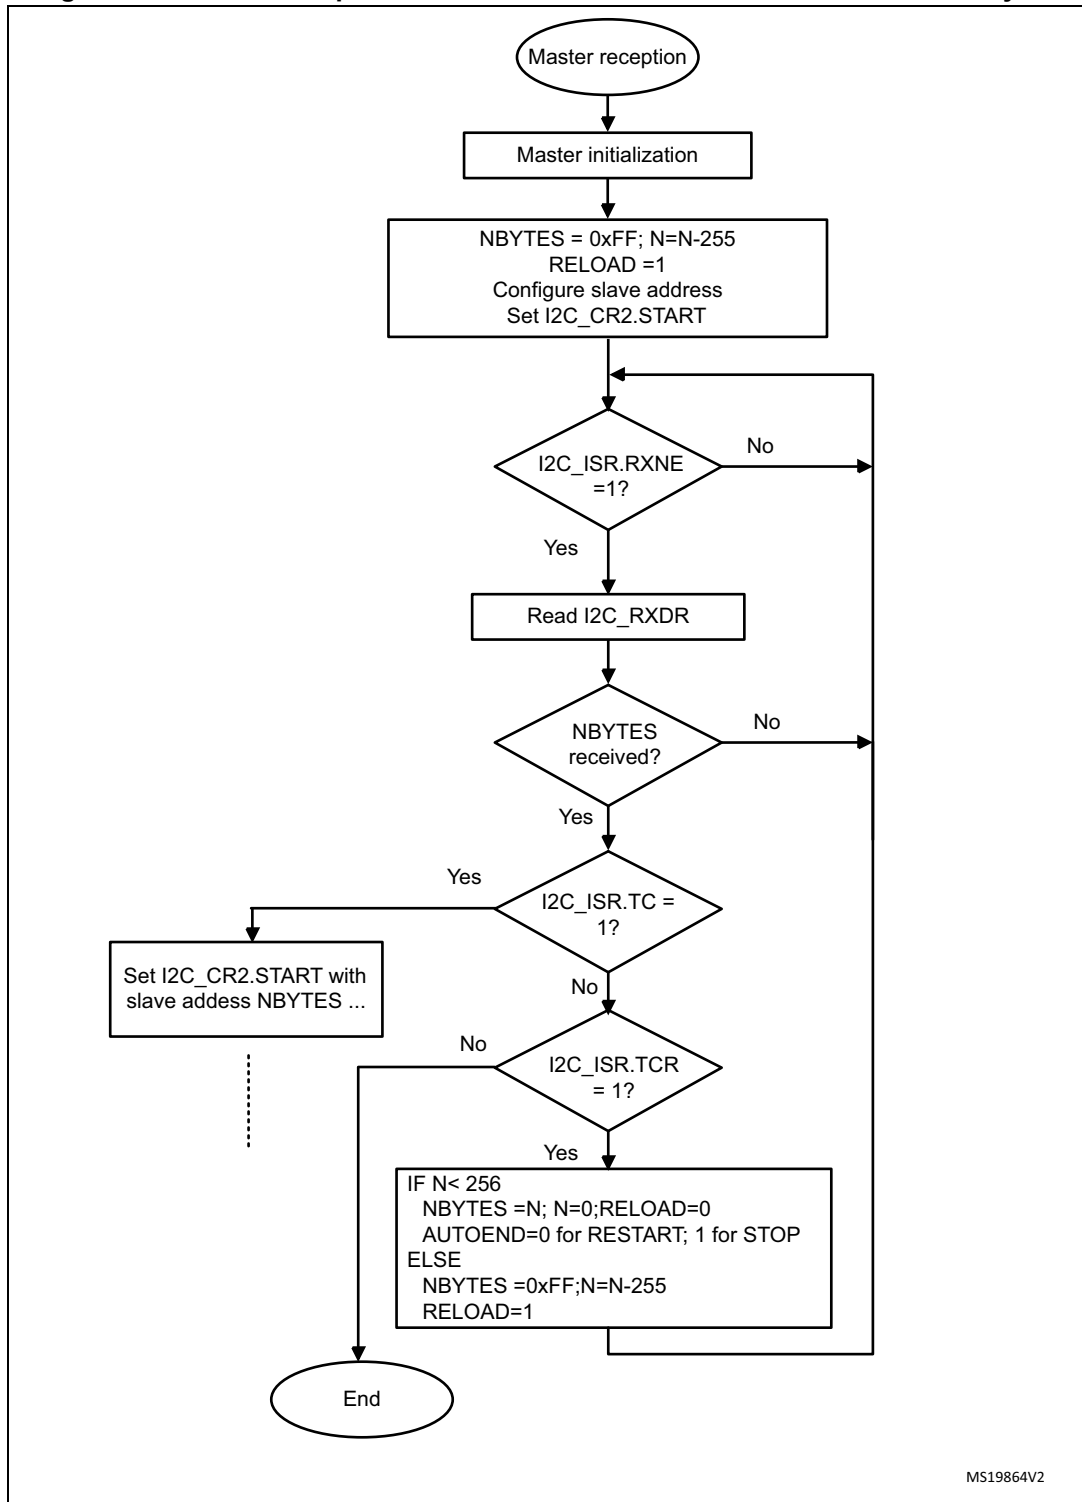 Master reception
Master initialization
NBYTES = 0xFF; N=N-255
RELOAD =1
Configure slave address
Set I2C_CR2.START
I2C_ISR.RXNE
=1?
No
Yes
Read I2C_RXDR
NBYTES
received?
No
Yes
Yes
I2C_ISR.TC =
1?
Set I2C_CR2.START with
slave addess NBYTES ...
No
No
I2C_ISR.TCR
= 1?
Yes
IF N< 256
NBYTES =N; N=0;RELOAD=0
AUTOEND=0 for RESTART; 1 for STOP
ELSE
NBYTES =0xFF;N=N-255
RELOAD=1
End
MS19864V2